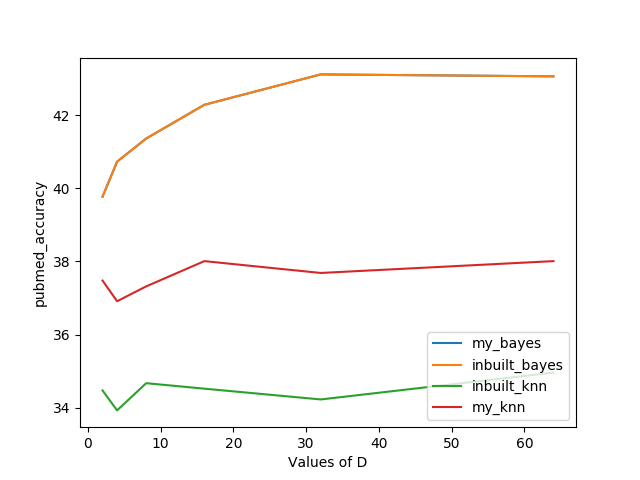 42
40
38
36
34
pubmed_accuracy
my_bayes
inbuilt_bayes
inbuilt_knn
my_knn
0 10 20 30 40 50 60
Values of D